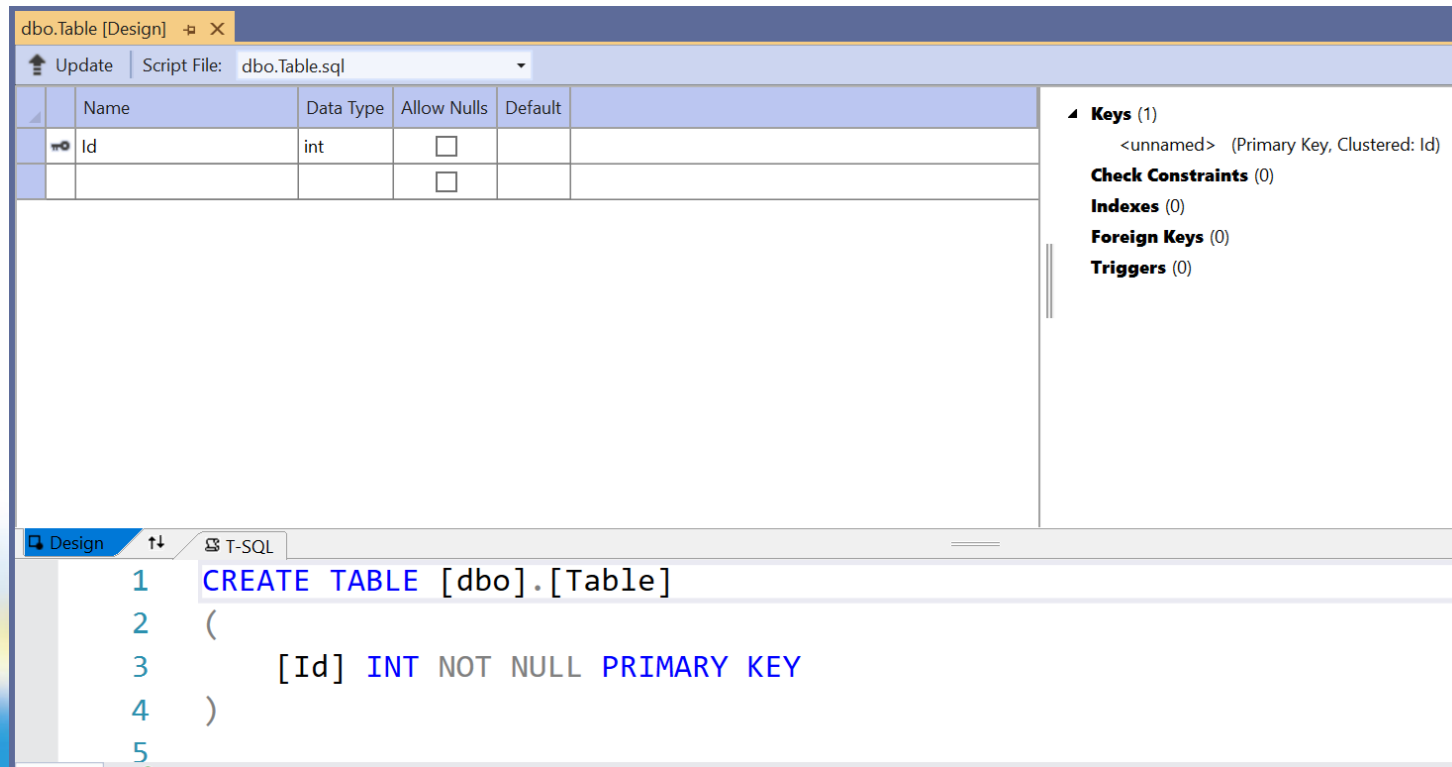 dbo.Table [Design]
Update Script File: dbo.Table.sql
Name Data Type Allow Nulls Default
Id int
Keys (1)
<unnamed> (Primary Key, Clustered: Id)
Check Constraints (0)
Indexes (0)
Foreign Keys (0)
Triggers (0)
Design T-SQL
1 CREATE TABLE [dbo].[Table]
2 (
3 [Id] INT NOT NULL PRIMARY KEY
4 )
5